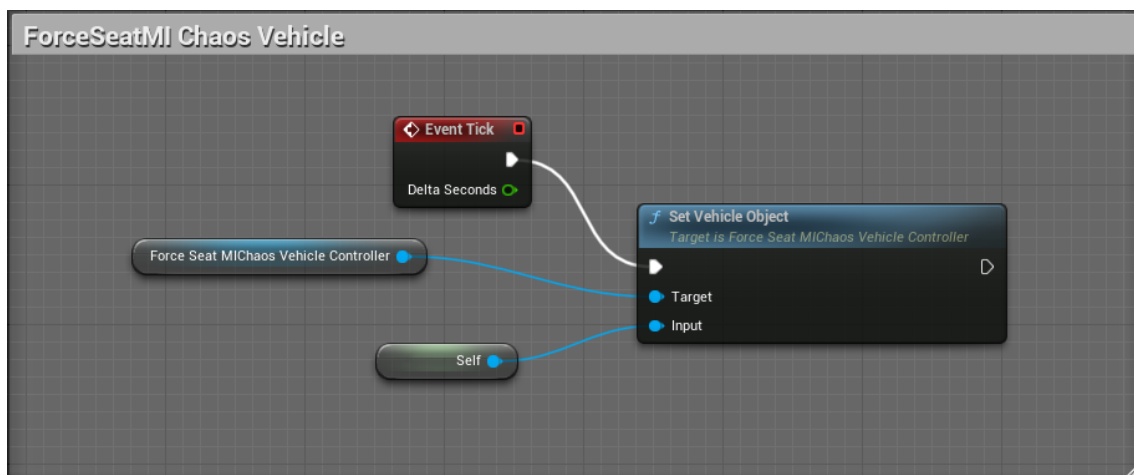 ForceSeatMI Chaos Vehicle
Event Tick
Delta Seconds
Set Vehicle Object
Target is Force Seat MIChaos Vehicle Controller
Force Seat MIChaos Vehicle Controller
Target
Input
Self